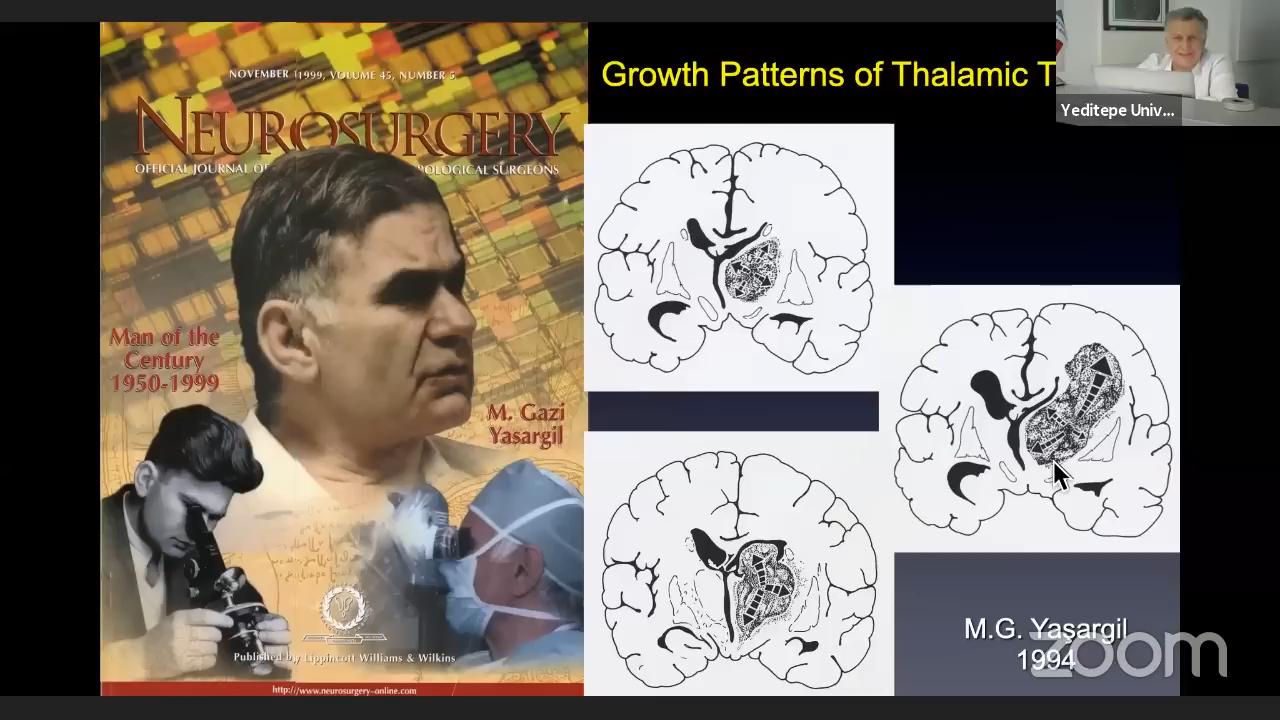 NOVEMBER 1999, VOLUME 45, NUMBER 5
NEUROSURGERY
OFFICIAL JOURNAL OF
OLOGICAL SURGEONS
Man of the
Century
1950-1999
M. Gazi
Yasargil
Published by Lippincott Williams & Wilkins
http://www.neurosurgery-online.com
Growth Patterns of Thalamic T
Yeditepe Univ...
M.G. Yaşargil
1994
zoom